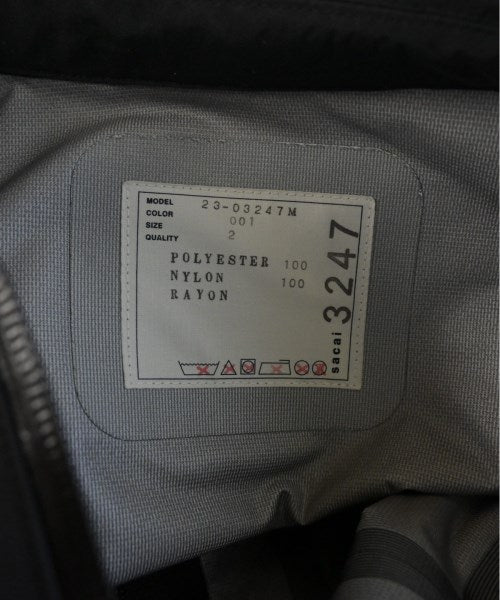 MODEL 23-03247M
COLOR 001
SIZE 2
QUALITY
POLYESTER 100
NYLON 100
RAYON
sacai 3247